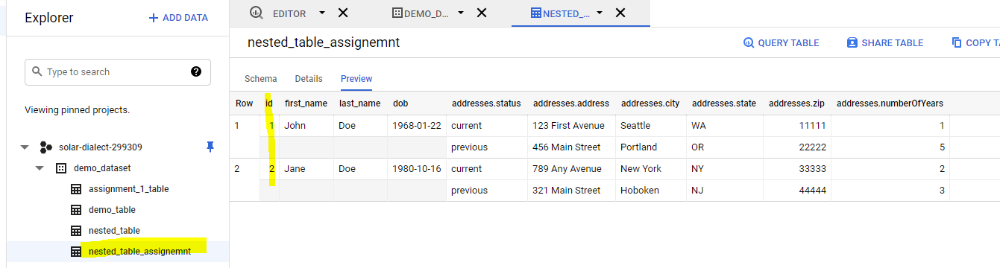 Explorer + ADD DATA
EDITOR DEMO_D... NESTED_...
nested_table_assignemnt QUERY TABLE SHARE TABLE COPY TA
Type to search ?
Schema Details Preview
Viewing pinned projects.
solar-dialect-299309
demo_dataset
assignment_1_table
demo_table
nested_table
nested_table_assignemnt
Row id first_name last_name dob addresses.status addresses.address addresses.city addresses.state addresses.zip addresses.numberOfYears
1 1 John Doe 1968-01-22 current 123 First Avenue Seattle WA 11111 1
previous 456 Main Street Portland OR 22222 5
2 2 Jane Doe 1980-10-16 current 789 Any Avenue New York NY 33333 2
previous 321 Main Street Hoboken NJ 44444 3